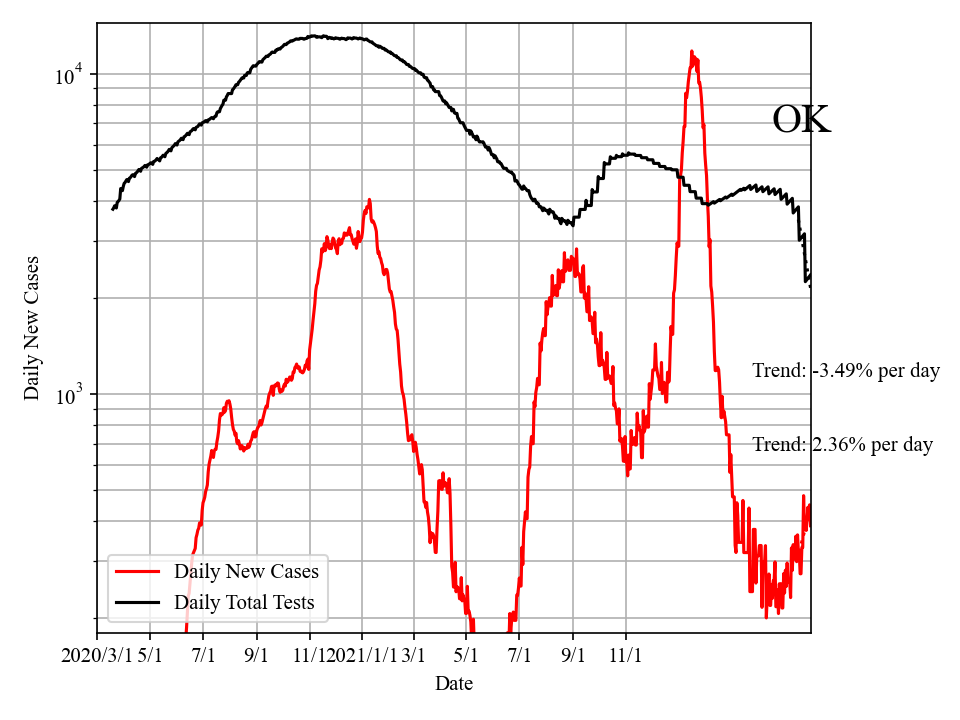 OK
10^4
10^3
Daily New Cases
Trend: -3.49% per day
Trend: 2.36% per day
Daily New Cases
Daily Total Tests
2020/3/1 5/1 7/1 9/1 11/1 2021/1/1 3/1 5/1 7/1 9/1 11/1
Date